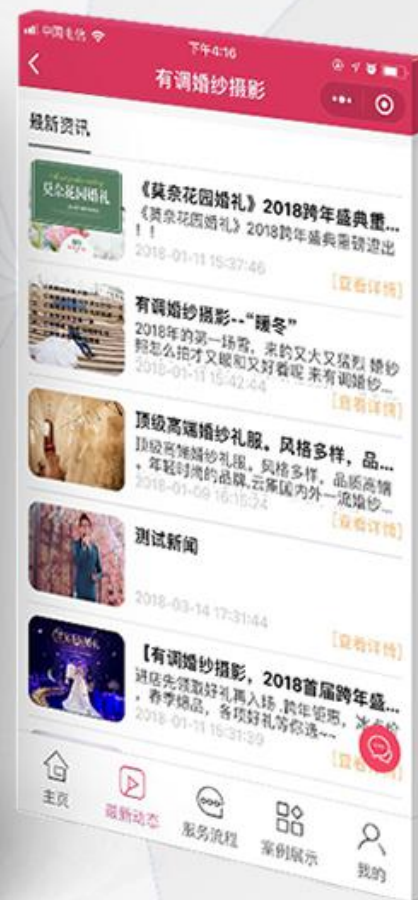 中国电信
下午4:16
有调婚纱摄影
最新资讯
莫奈花园婚礼
《莫奈花园婚礼》2018跨年盛典重...
《莫奈花园婚礼》2018跨年盛典重磅推出
！！
2018-01-11 15:37:46
[查看详情]
有调婚纱摄影--“暖冬”
2018年的第一场雪，来的又大又猛烈 婚纱
照怎么拍才又暖和又好看呢 来有调婚纱...
2018-01-11 15:42:44
[查看详情]
顶级高端婚纱礼服。风格多样，品...
顶级高端婚纱礼服。风格多样，品质高端
，年轻时尚的品牌,云集国内外一流婚纱...
2018-01-09 16:15:24
[查看详情]
测试新闻
2018-03-14 17:31:44
[查看详情]
【有调婚纱摄影，2018首届跨年盛...
进店先领取好礼再入场 .跨年钜惠，
，春季爆品，各项好礼等你选~~
2018-01-11 15:31:39
主页
最新动态
服务流程
案例展示
我的